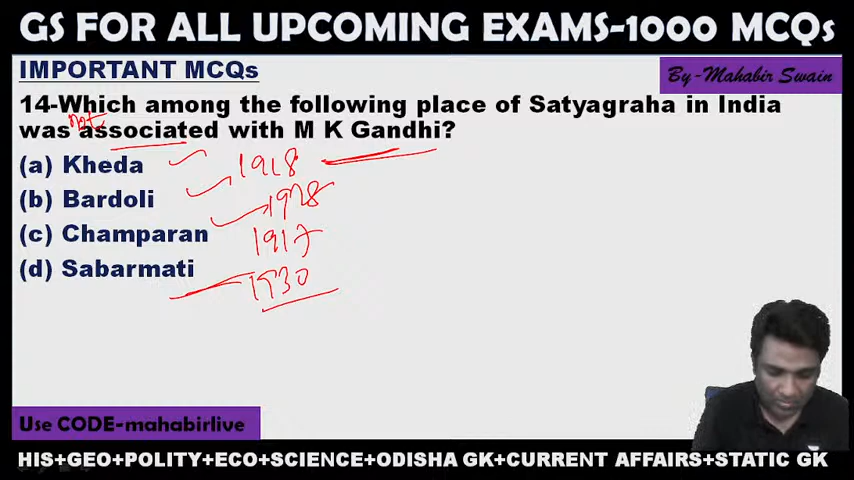 GS FOR ALL UPCOMING EXAMS-1000 MCQs
IMPORTANT MCQs
By-Mahabir Swain
14-Which among the following place of Satyagraha in India
not
was associated with M K Gandhi?
(a) Kheda 1918
(b) Bardoli 1928
(c) Champaran 1917
(d) Sabarmati 1930
Use CODE-mahabirlive
HIS+GEO+POLITY+ECO+SCIENCE+ODISHA GK+CURRENT AFFAIRS+STATIC GK